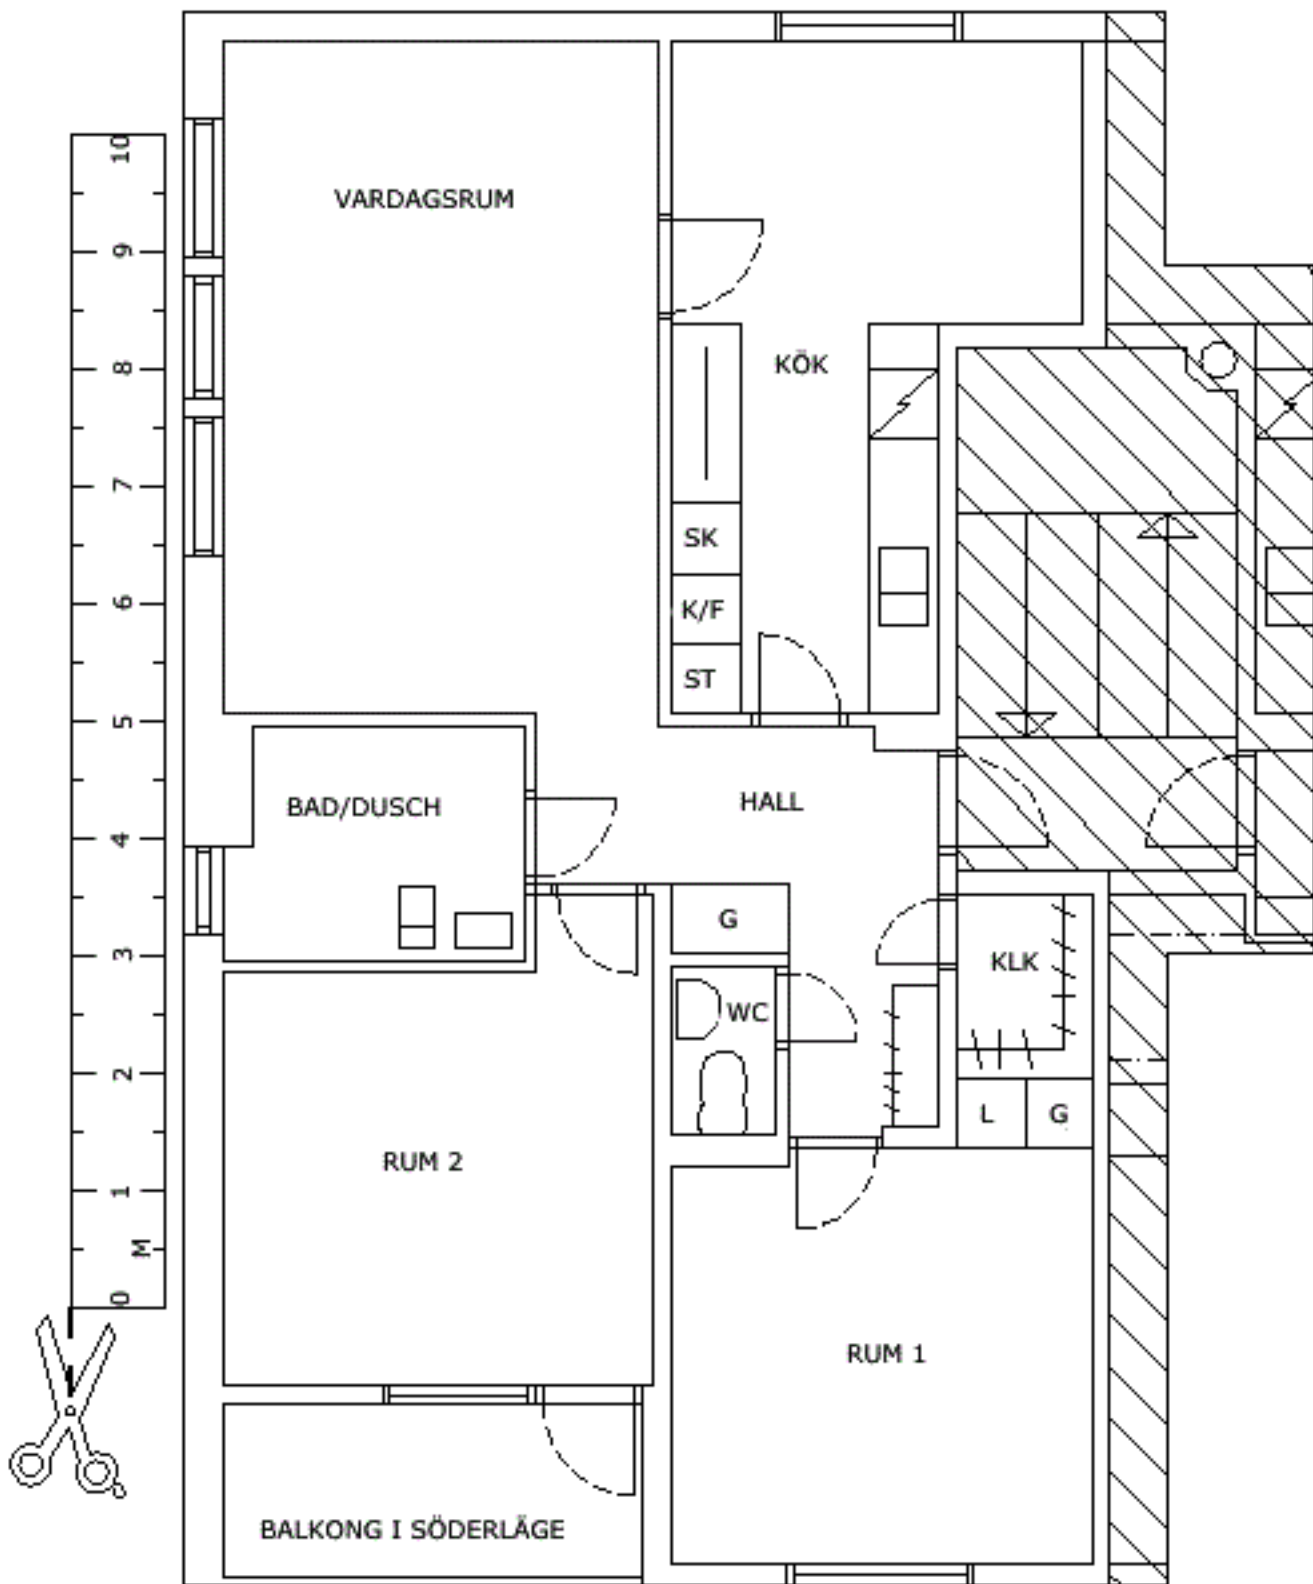 VARDAGSRUM
10
9
8
7
6
5
4
3
2
1
M
0
KÖK
SK
K/F
ST
BAD/DUSCH
HALL
G
KLK
WC
L
G
RUM 2
RUM 1
BALKONG I SÖDERLÄGE